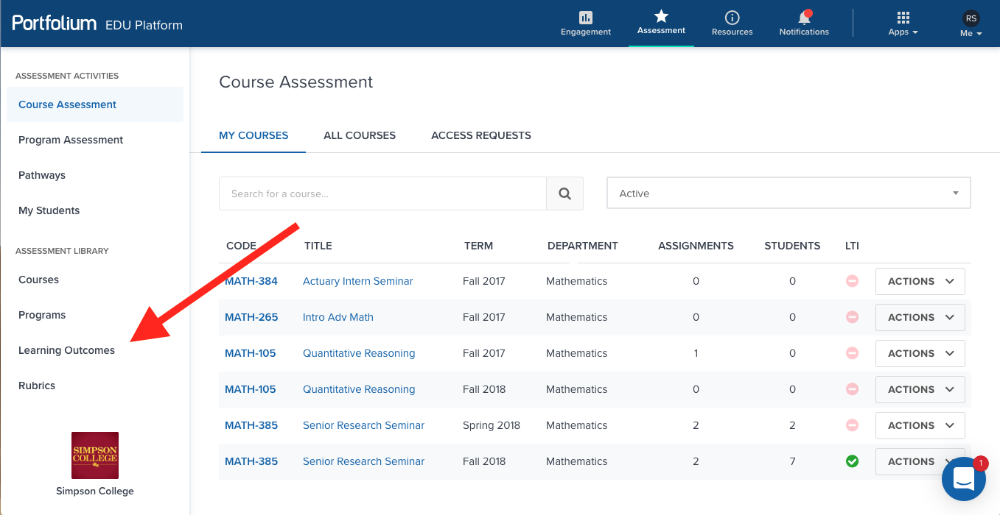 Portfolium EDU Platform
Engagement
Assessment
Resources
Notifications
Apps
RS
Me
ASSESSMENT ACTIVITIES
Course Assessment
Program Assessment
Pathways
My Students
ASSESSMENT LIBRARY
Courses
Programs
Learning Outcomes
Rubrics
SIMPSON
COLLEGE
Simpson College
Course Assessment
MY COURSES ALL COURSES ACCESS REQUESTS
Search for a course...
Active
CODE TITLE TERM DEPARTMENT ASSIGNMENTS STUDENTS LTI
MATH-384 Actuary Intern Seminar Fall 2017 Mathematics 0 0 ACTIONS
MATH-265 Intro Adv Math Fall 2017 Mathematics 0 0 ACTIONS
MATH-105 Quantitative Reasoning Fall 2017 Mathematics 1 0 ACTIONS
MATH-105 Quantitative Reasoning Fall 2018 Mathematics 0 0 ACTIONS
MATH-385 Senior Research Seminar Spring 2018 Mathematics 2 2 ACTIONS
MATH-385 Senior Research Seminar Fall 2018 Mathematics 2 7 ACTIONS
1